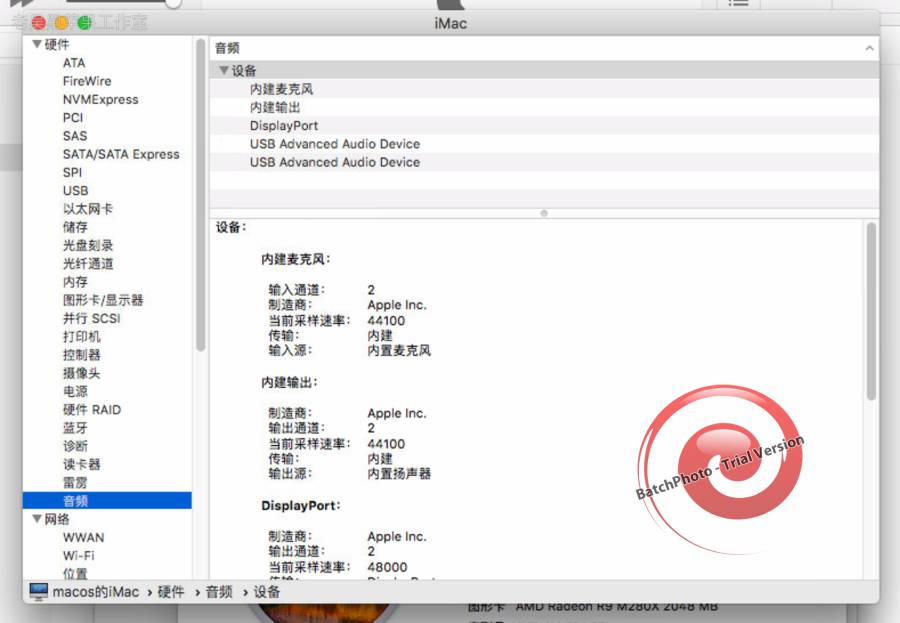 iMac
硬件
ATA
FireWire
NVMExpress
PCI
SAS
SATA/SATA Express
SPI
USB
以太网卡
储存
光盘刻录
光纤通道
内存
图形卡/显示器
并行 SCSI
打印机
控制器
摄像头
电源
硬件 RAID
蓝牙
诊断
读卡器
雷雳
音频
网络
WWAN
Wi-Fi
位置
音频
设备
内建麦克风
内建输出
DisplayPort
USB Advanced Audio Device
USB Advanced Audio Device
设备:
内建麦克风:
输入通道: 2
制造商: Apple Inc.
当前采样速率: 44100
传输: 内建
输入源: 内置麦克风
内建输出:
制造商: Apple Inc.
输出通道: 2
当前采样速率: 44100
传输: 内建
输出源: 内置扬声器
DisplayPort:
制造商: Apple Inc.
输出通道: 2
当前采样速率: 48000
传输: DisplayPort
BatchPhoto - Trial Version
macos的iMac › 硬件 › 音频 › 设备
图形卡 AMD Radeon R9 M280X 2048 MB